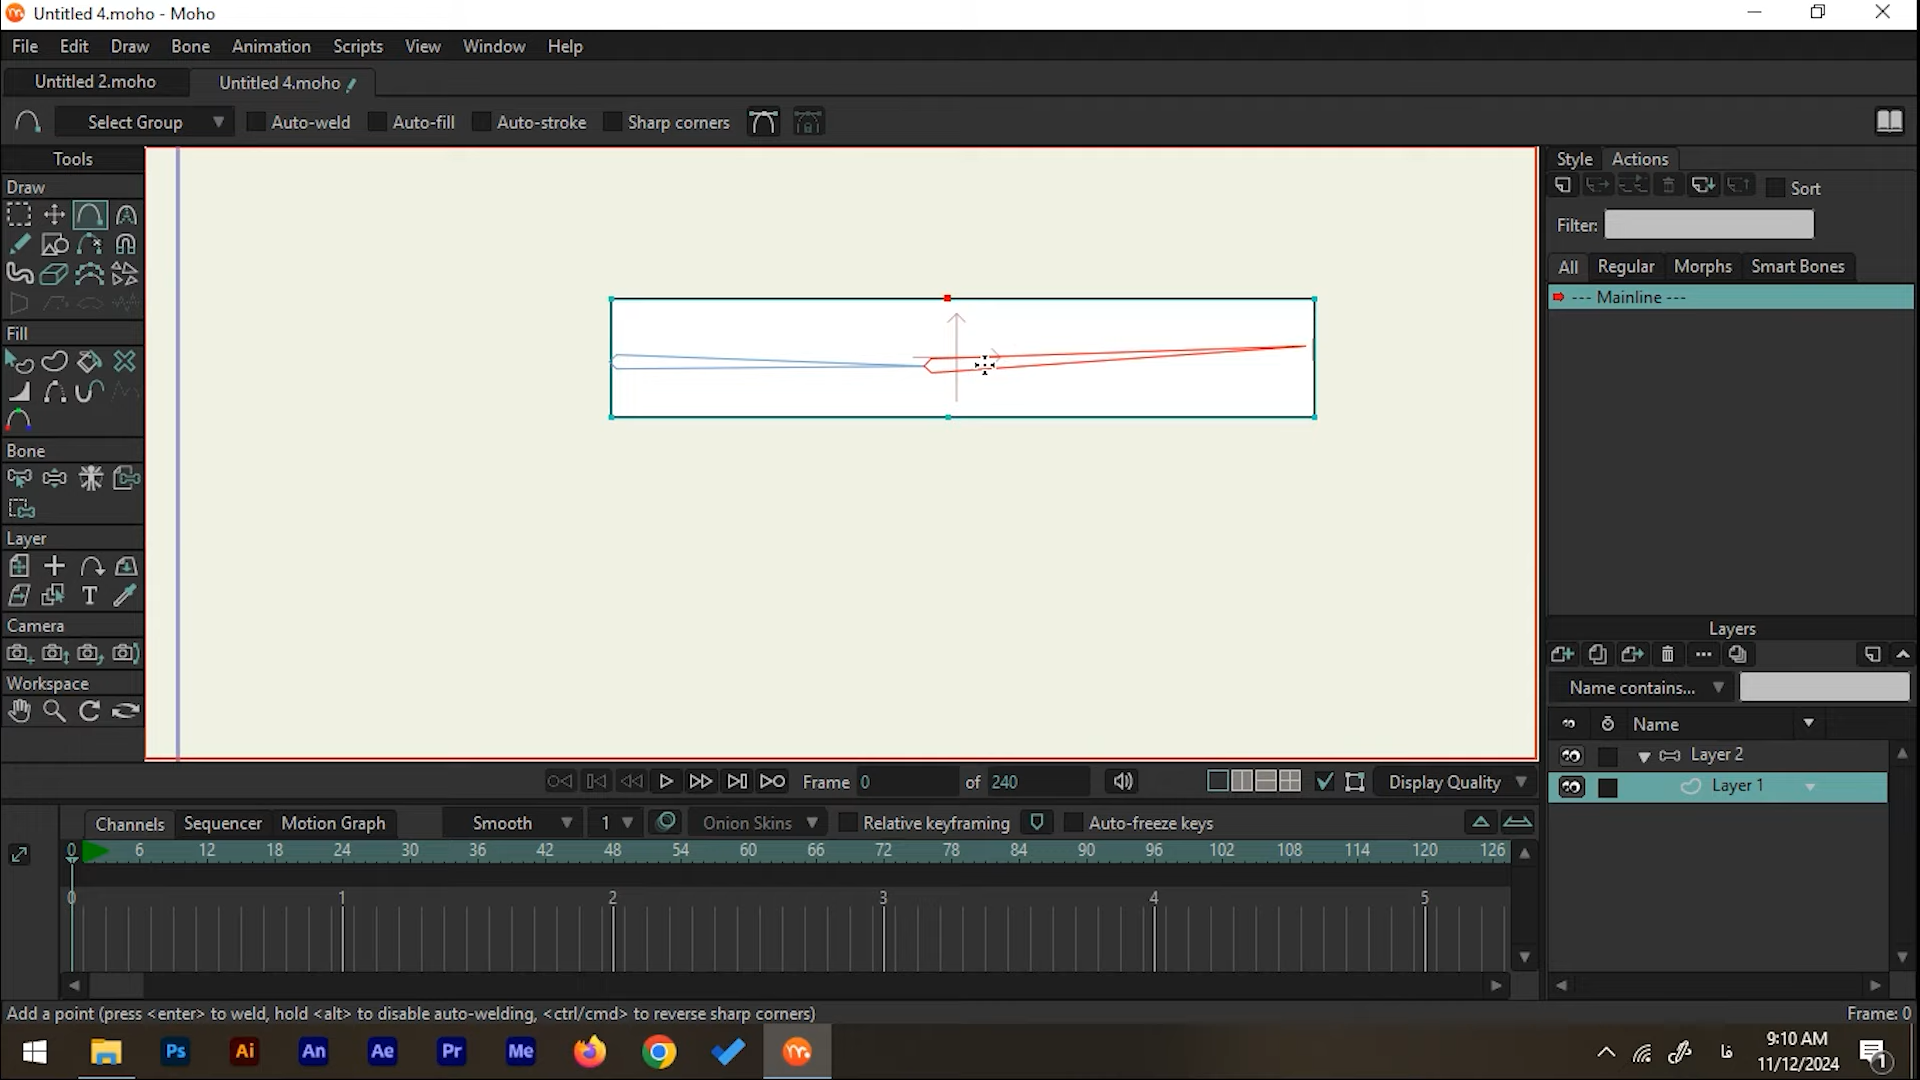 Untitled 4.moho - Moho
File Edit Draw Bone Animation Scripts View Window Help
Untitled 2.moho Untitled 4.moho
Select Group Auto-weld Auto-fill Auto-stroke Sharp corners
Tools
Draw
Fill
Bone
Layer
T
Camera
Workspace
Style Actions
Sort
Filter:
All Regular Morphs Smart Bones
--- Mainline ---
Layers
Name contains...
Name
Layer 2
Layer 1
Frame 0 of 240 Display Quality
Channels Sequencer Motion Graph Smooth 1 Onion Skins Relative keyframing Auto-freeze keys
0 6 12 18 24 30 36 42 48 54 60 66 72 78 84 90 96 102 108 114 120 126
0 1 2 3 4 5
Add a point (press <enter> to weld, hold <alt> to disable auto-welding, <ctrl/cmd> to reverse sharp corners) Frame: 0
Ps Ai An Ae Pr Me
فا
9:10 AM
11/12/2024
1